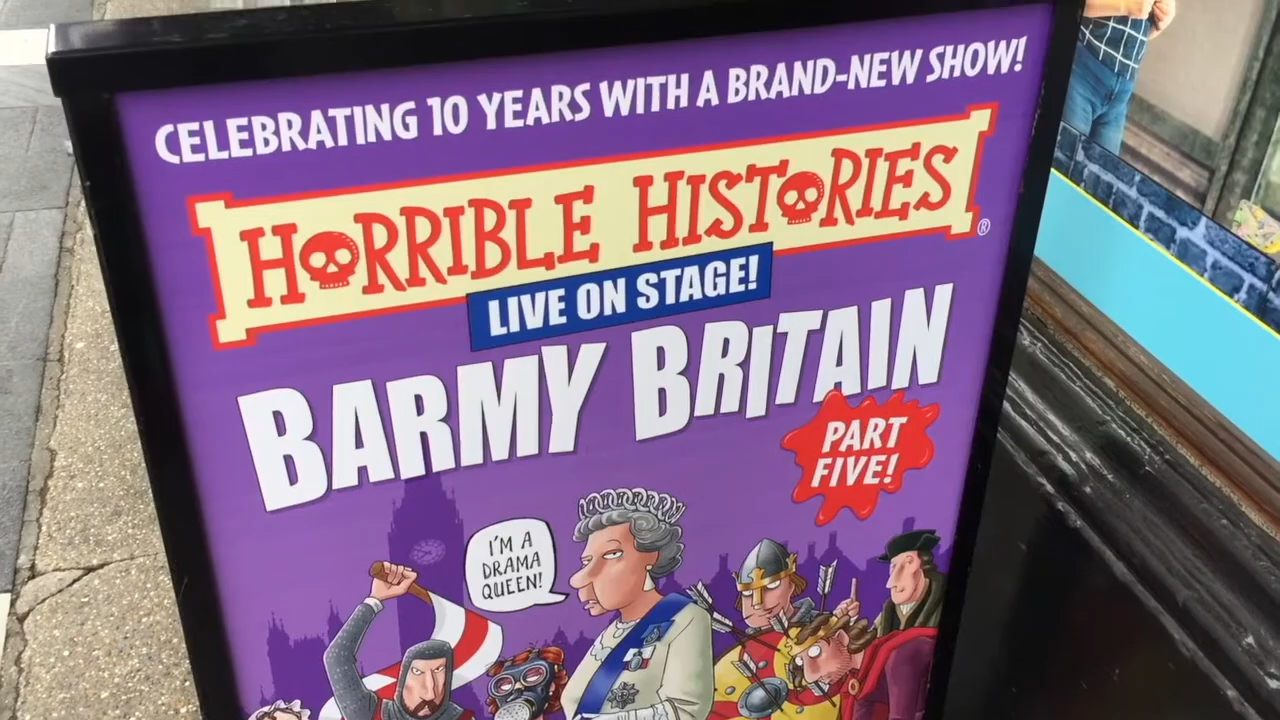 CELEBRATING 10 YEARS WITH A BRAND-NEW SHOW!
HORRIBLE HISTORIES®
LIVE ON STAGE!
BARMY BRITAIN
PART
FIVE!
I'M A
DRAMA
QUEEN!